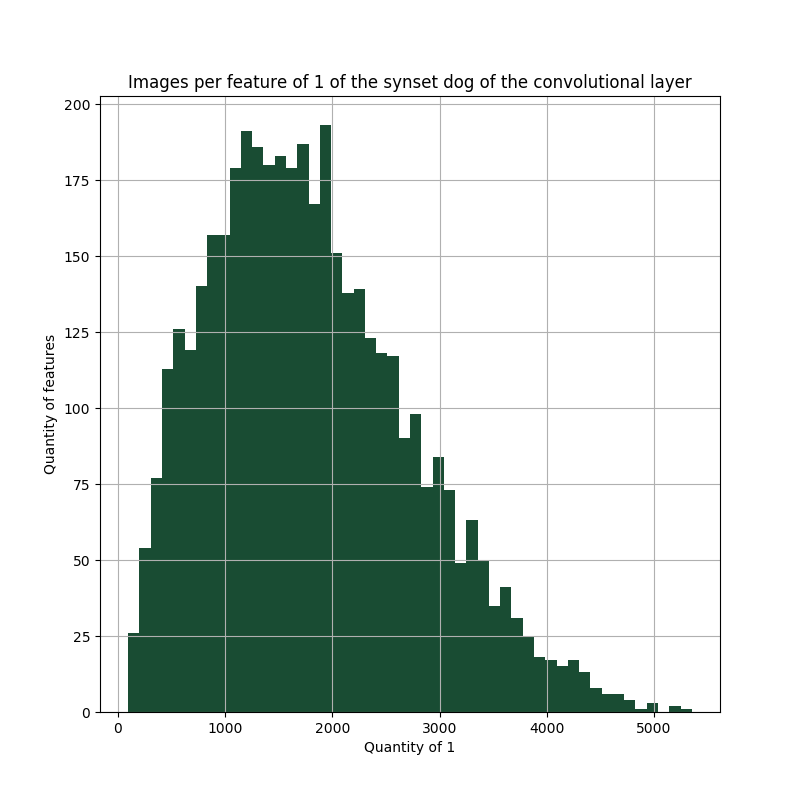 Images per feature of 1 of the synset dog of the convolutional layer
200
175
150
125
100
75
50
25
0
Quantity of features
0 1000 2000 3000 4000 5000
Quantity of 1